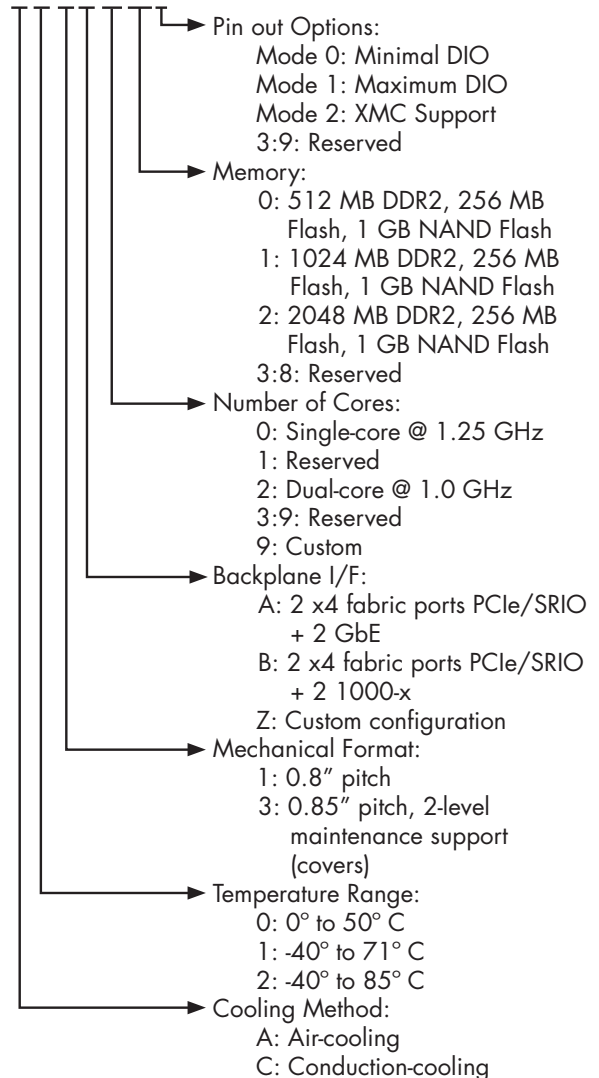 Pin out Options:
Mode 0: Minimal DIO
Mode 1: Maximum DIO
Mode 2: XMC Support
3:9: Reserved
Memory:
0: 512 MB DDR2, 256 MB
Flash, 1 GB NAND Flash
1: 1024 MB DDR2, 256 MB
Flash, 1 GB NAND Flash
2: 2048 MB DDR2, 256 MB
Flash, 1 GB NAND Flash
3:8: Reserved
Number of Cores:
0: Single-core @ 1.25 GHz
1: Reserved
2: Dual-core @ 1.0 GHz
3:9: Reserved
9: Custom
Backplane I/F:
A: 2 x4 fabric ports PCIe/SRIO
+ 2 GbE
B: 2 x4 fabric ports PCIe/SRIO
+ 2 1000-x
Z: Custom configuration
Mechanical Format:
1: 0.8” pitch
3: 0.85” pitch, 2-level
maintenance support
(covers)
Temperature Range:
0: 0° to 50° C
1: -40° to 71° C
2: -40° to 85° C
Cooling Method:
A: Air-cooling
C: Conduction-cooling